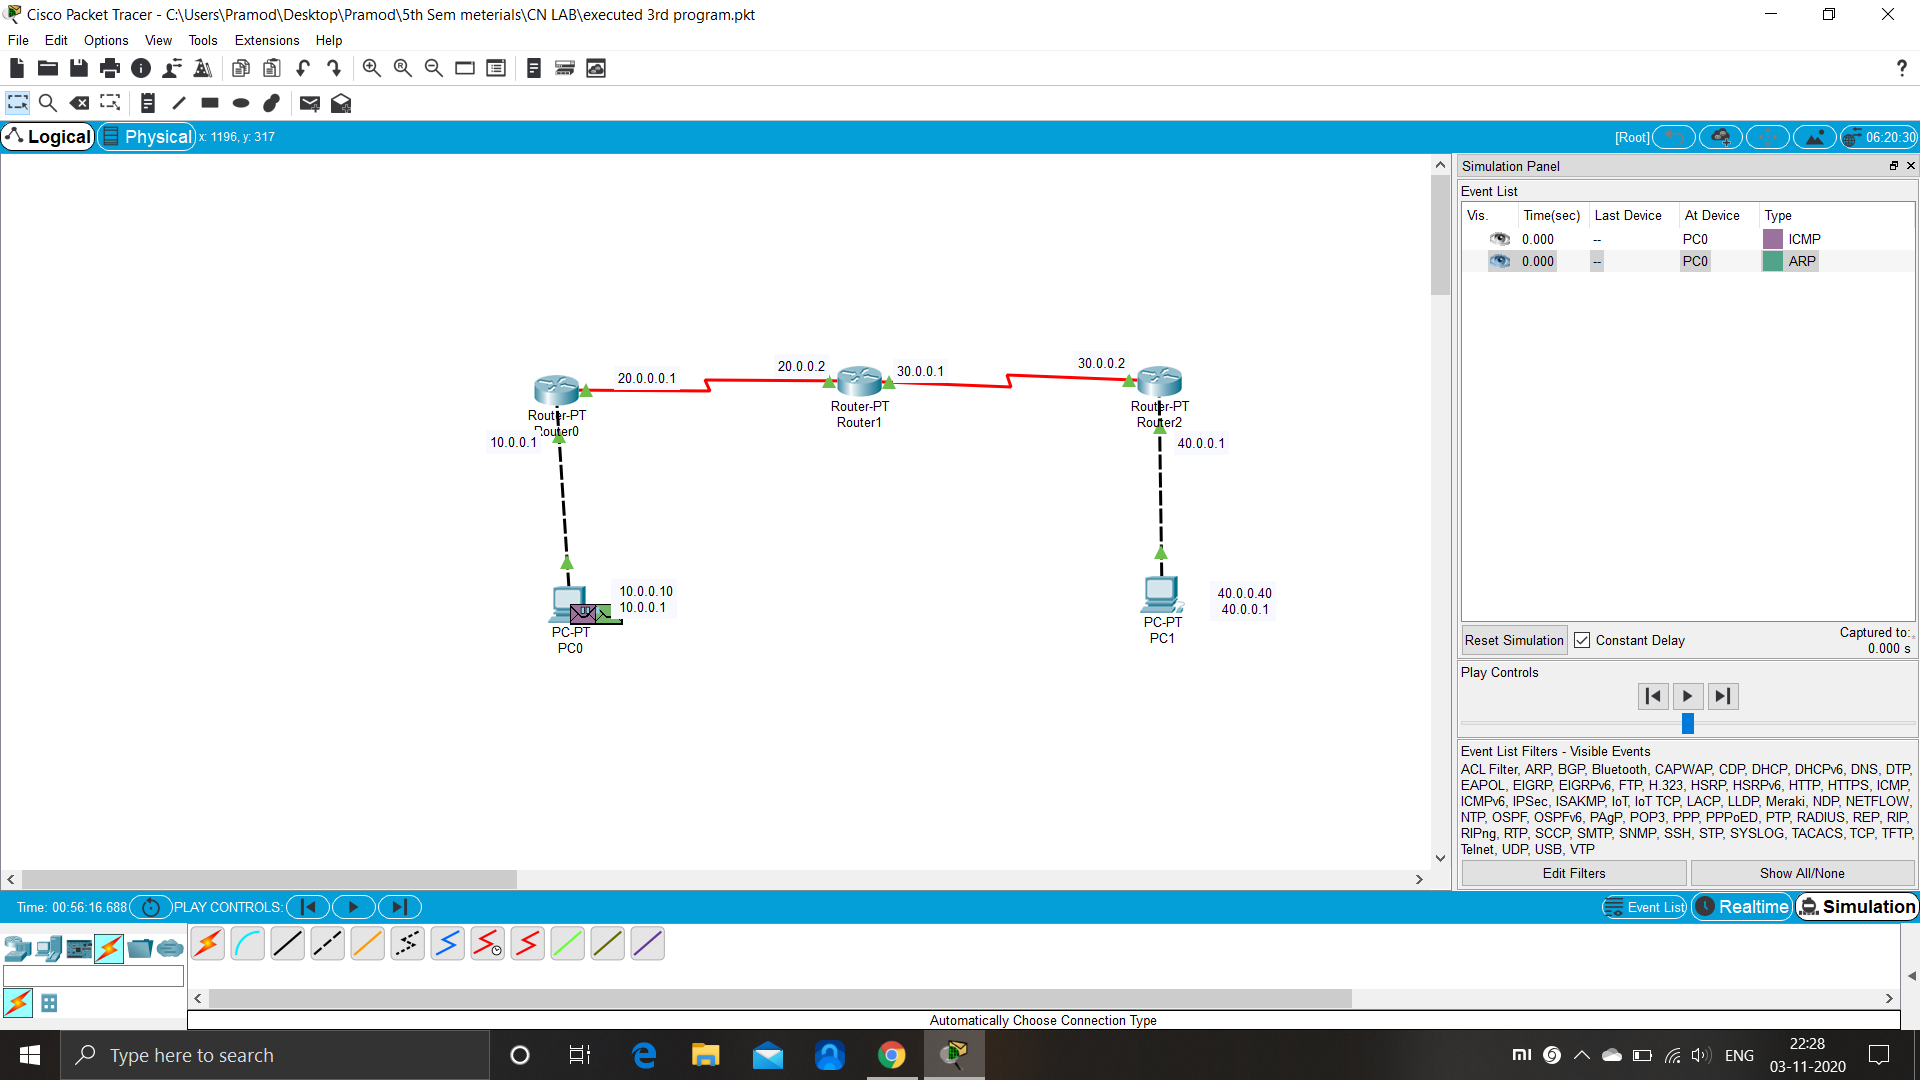 Cisco Packet Tracer - C:\Users\Pramod\Desktop\Pramod\5th Sem meterials\CN LAB\executed 3rd program.pkt
File Edit Options View Tools Extensions Help
?
Logical Physical x: 1196, y: 317
[Root] 06:20:30
Simulation Panel
Event List
Vis. Time(sec) Last Device At Device Type
0.000 -- PC0 ICMP
0.000 -- PC0 ARP
20.0.0.0.1
20.0.0.2
30.0.0.1
30.0.0.2
Router-PT
Router0
Router-PT
Router1
Router-PT
Router2
10.0.0.1
40.0.0.1
10.0.0.10
10.0.0.1
PC-PT
PC0
40.0.0.40
40.0.0.1
PC-PT
PC1
Reset Simulation Constant Delay Captured to:
0.000 s
Play Controls
Event List Filters - Visible Events
ACL Filter, ARP, BGP, Bluetooth, CAPWAP, CDP, DHCP, DHCPv6, DNS, DTP,
EAPOL, EIGRP, EIGRPv6, FTP, H.323, HSRP, HSRPv6, HTTP, HTTPS, ICMP,
ICMPv6, IPSec, ISAKMP, IoT, IoT TCP, LACP, LLDP, Meraki, NDP, NETFLOW,
NTP, OSPF, OSPFv6, PAgP, POP3, PPP, PPPoED, PTP, RADIUS, REP, RIP,
RIPng, RTP, SCCP, SMTP, SNMP, SSH, STP, SYSLOG, TACACS, TCP, TFTP,
Telnet, UDP, USB, VTP
Edit Filters Show All/None
Time: 00:56:16.688 PLAY CONTROLS: Event List Realtime Simulation
Automatically Choose Connection Type
Type here to search
ENG
22:28
03-11-2020